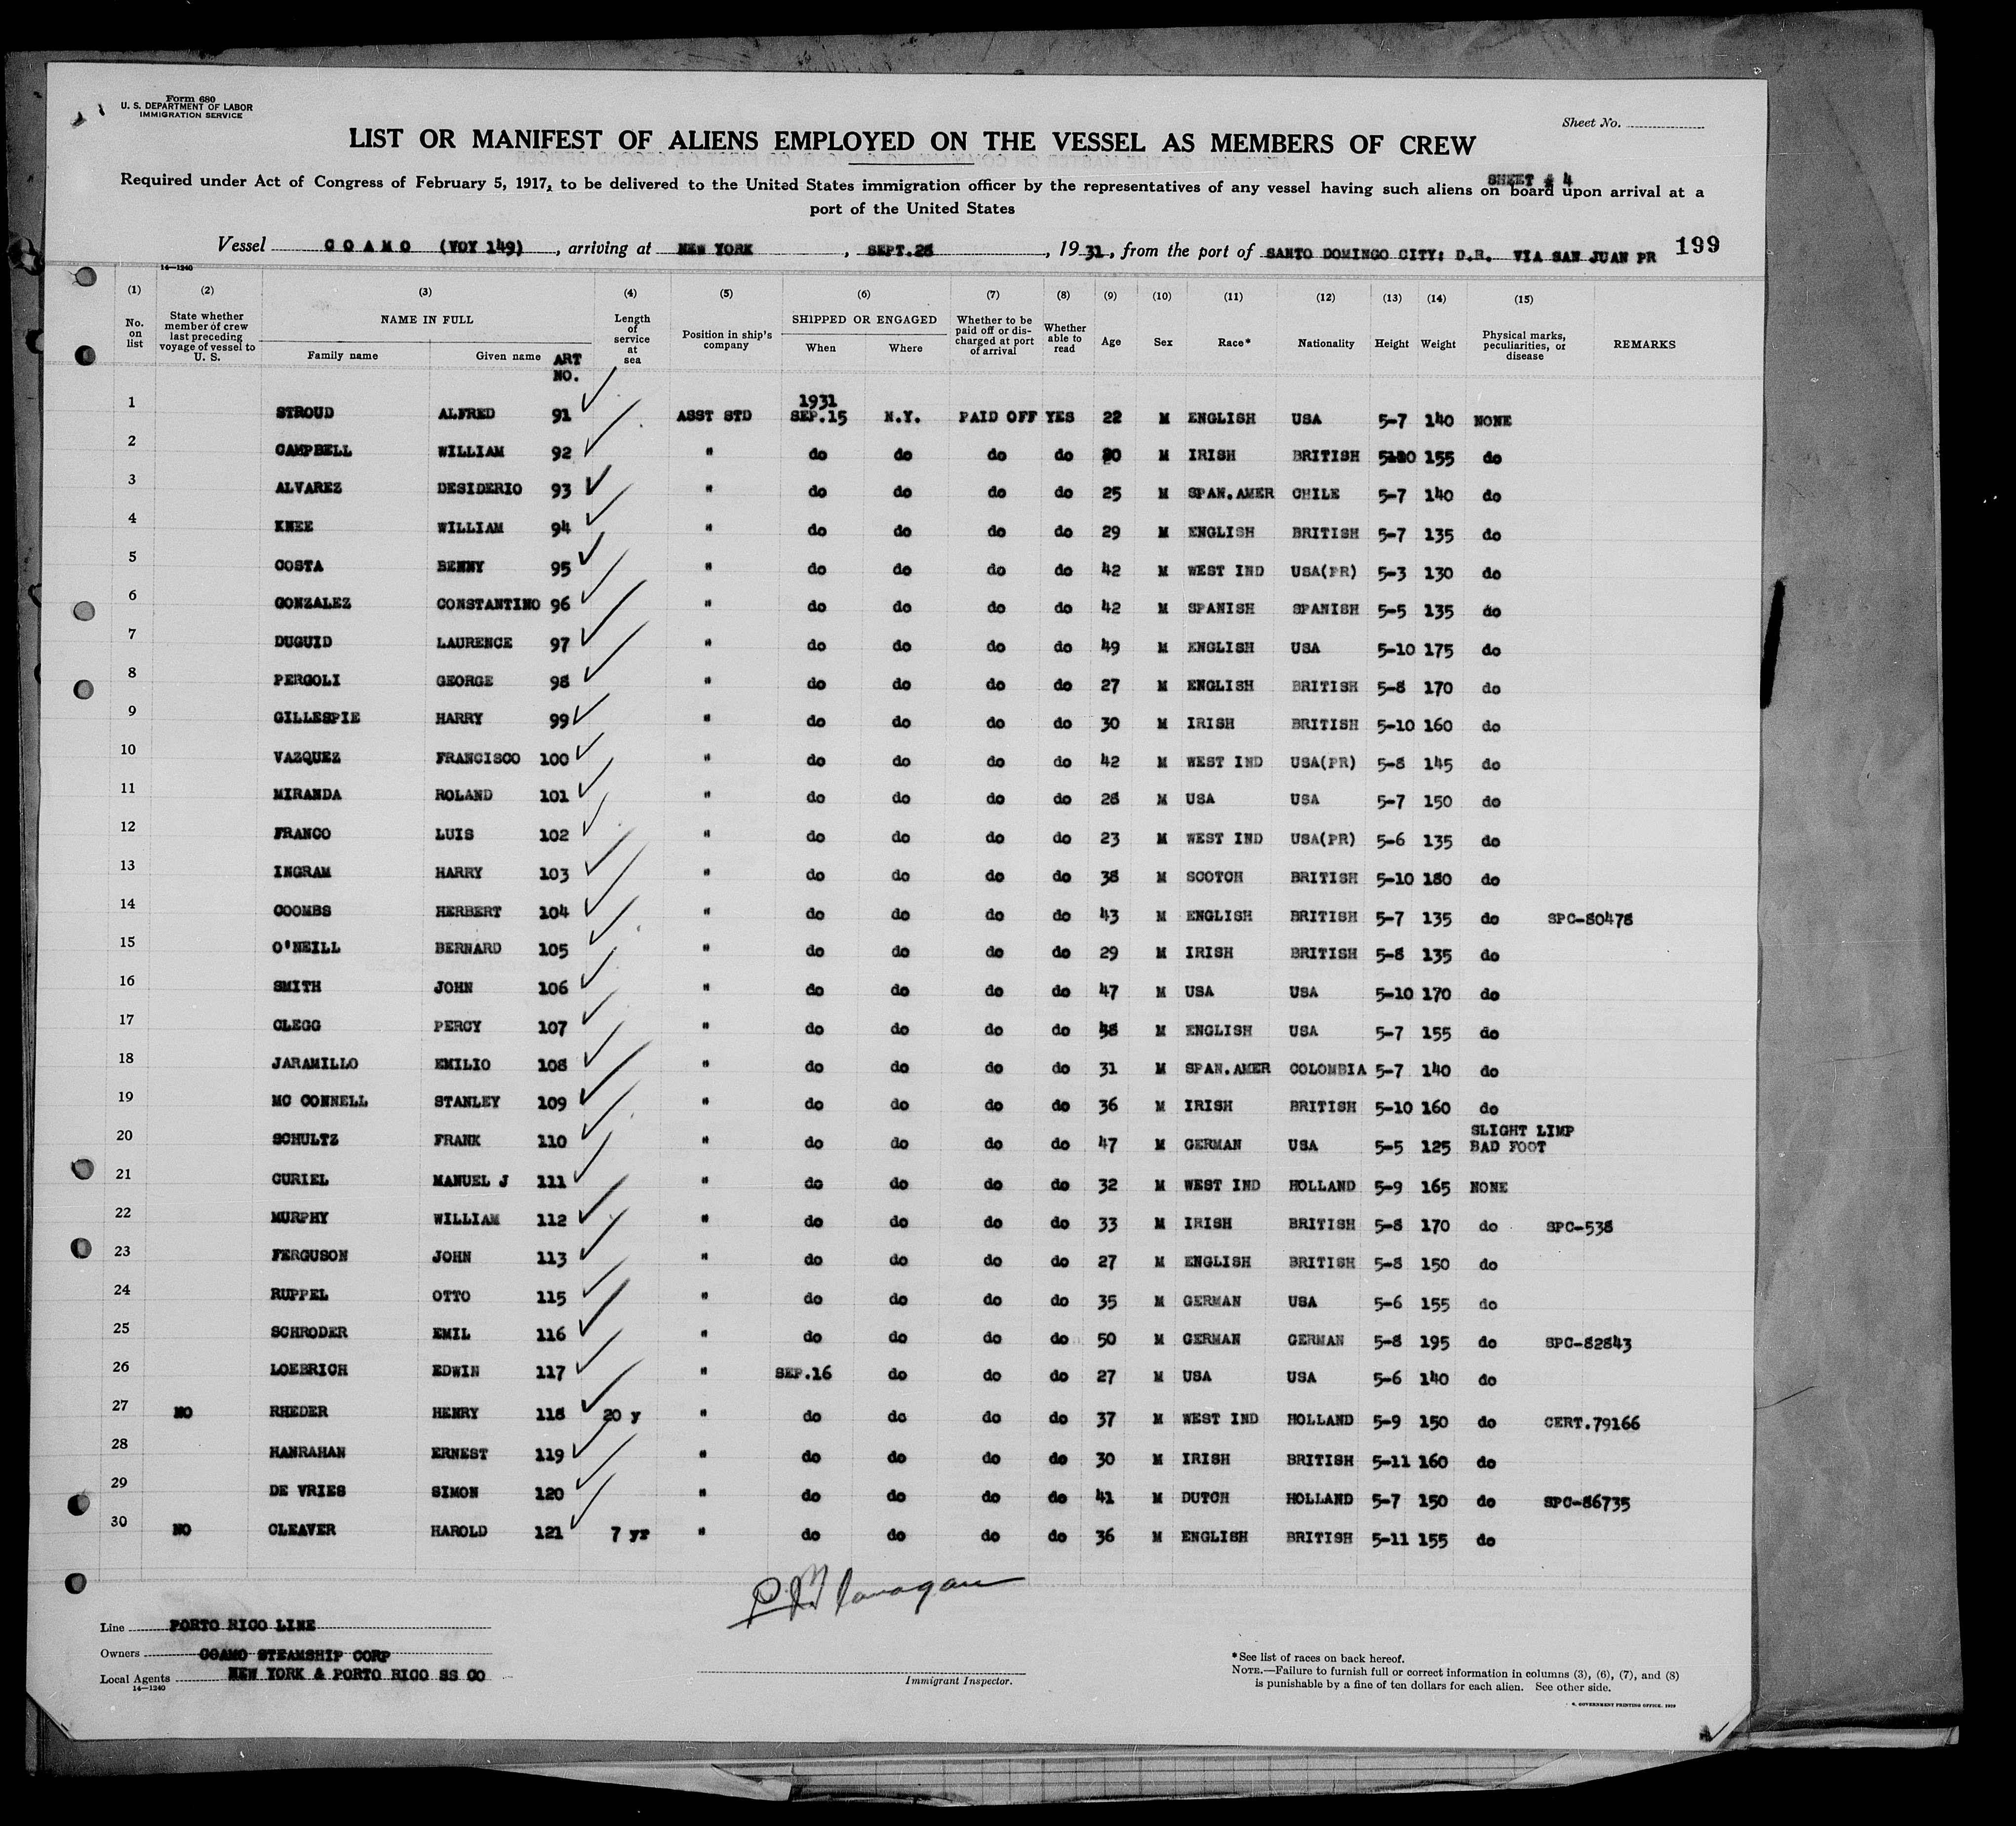 Form 680
U. S. DEPARTMENT OF LABOR
IMMIGRATION SERVICE
Sheet No.
LIST OR MANIFEST OF ALIENS EMPLOYED ON THE VESSEL AS MEMBERS OF CREW
SHEET # 4
Required under Act of Congress of February 5, 1917, to be delivered to the United States immigration officer by the representatives of any vessel having such aliens on board upon arrival at a
port of the United States
Vessel COAMO (VOY 149), arriving at NEW YORK, SEPT.28, 1931, from the port of SANTO DOMINGO CITY: D.R. VIA SAN JUAN PR 199
14—1240
(1) (2) (3) (4) (5) (6) (7) (8) (9) (10) (11) (12) (13) (14) (15)
No. on list State whether member of crew last preceding voyage of vessel to U. S. NAME IN FULL Family name Given name ART NO. Length of service at sea Position in ship's company SHIPPED OR ENGAGED When Where Whether to be paid off or discharged at port of arrival Whether able to read Age Sex Race* Nationality Height Weight Physical marks, peculiarities, or disease REMARKS
1931
1 STROUD ALFRED 91 ASST STD SEP.15 N.Y. PAID OFF YES 22 M ENGLISH USA 5-7 140 NONE
2 CAMPBELL WILLIAM 92 " do do do do M IRISH BRITISH 155 do
3 ALVAREZ DESIDERIO 93 " do do do do 25 M SPAN.AMER CHILE 5-7 140 do
4 KNEE WILLIAM 94 " do do do do 29 M ENGLISH BRITISH 5-7 135 do
5 COSTA BENNY 95 " do do do do 42 M WEST IND USA(PR) 5-3 130 do
6 GONZALEZ CONSTANTINO 96 " do do do do 42 M SPANISH SPANISH 5-5 135 do
7 DUGUID LAURENCE 97 " do do do do 49 M ENGLISH USA 5-10 175 do
8 PERGOLI GEORGE 98 " do do do do 27 M ENGLISH BRITISH 5-8 170 do
9 GILLESPIE HARRY 99 " do do do do 30 M IRISH BRITISH 5-10 160 do
10 VAZQUEZ FRANCISCO 100 " do do do do 42 M WEST IND USA(PR) 5-8 145 do
11 MIRANDA ROLAND 101 " do do do do 28 M USA USA 5-7 150 do
12 FRANCO LUIS 102 " do do do do 23 M WEST IND USA(PR) 5-6 135 do
13 INGRAM HARRY 103 " do do do do 38 M SCOTCH BRITISH 5-10 180 do
14 COOMBS HERBERT 104 " do do do do 43 M ENGLISH BRITISH 5-7 135 do SPC-80478
15 O'NEILL BERNARD 105 " do do do do 29 M IRISH BRITISH 5-8 135 do
16 SMITH JOHN 106 " do do do do 47 M USA USA 5-10 170 do
17 CLEGG PERCY 107 " do do do do M ENGLISH USA 5-7 155 do
18 JARAMILLO EMILIO 108 " do do do do 31 M SPAN.AMER COLOMBIA 5-7 140 do
19 MC CONNELL STANLEY 109 " do do do do 36 M IRISH BRITISH 5-10 160 do
20 SCHULTZ FRANK 110 " do do do do 47 M GERMAN USA 5-5 125 SLIGHT LIMP BAD FOOT
21 CURIEL MANUEL J 111 " do do do do 32 M WEST IND HOLLAND 5-9 165 NONE
22 MURPHY WILLIAM 112 " do do do do 33 M IRISH BRITISH 5-8 170 do SPC-538
23 FERGUSON JOHN 113 " do do do do 27 M ENGLISH BRITISH 5-8 150 do
24 RUPPEL OTTO 115 " do do do do 35 M GERMAN USA 5-6 155 do
25 SCHRODER EMIL 116 " do do do do 50 M GERMAN GERMAN 5-8 195 do SPC-82843
26 LOEBRICH EDWIN 117 " SEP.16 do do do 27 M USA USA 5-6 140 do
27 NO RHEDER HENRY 118 20 y " do do do do 37 M WEST IND HOLLAND 5-9 150 do CERT.79166
28 HANRAHAN ERNEST 119 " do do do do 30 M IRISH BRITISH 5-11 160 do
29 DE VRIES SIMON 120 " do do do do 41 M DUTCH HOLLAND 5-7 150 do SPC-86735
30 NO CLEAVER HAROLD 121 7 yr " do do do do 36 M ENGLISH BRITISH 5-11 155 do
Line PORTO RICO LINE
Owners COAMO STEAMSHIP CORP
Local Agents NEW YORK & PORTO RICO SS CO
14—1240
Immigrant Inspector.
*See list of races on back hereof.
NOTE.—Failure to furnish full or correct information in columns (3), (6), (7), and (8)
is punishable by a fine of ten dollars for each alien. See other side.
GOVERNMENT PRINTING OFFICE